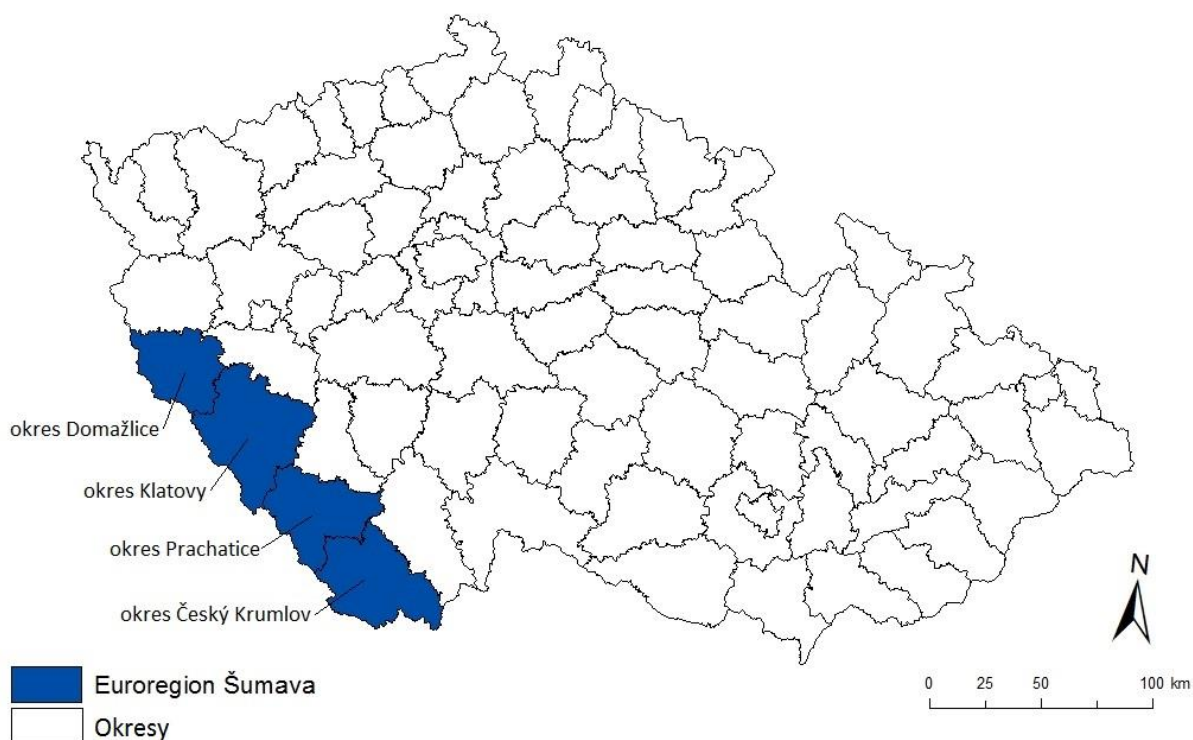 okres Domažlice
okres Klatovy
okres Prachatice
okres Český Krumlov
N
Euroregion Šumava
Okresy
0 25 50 100 km